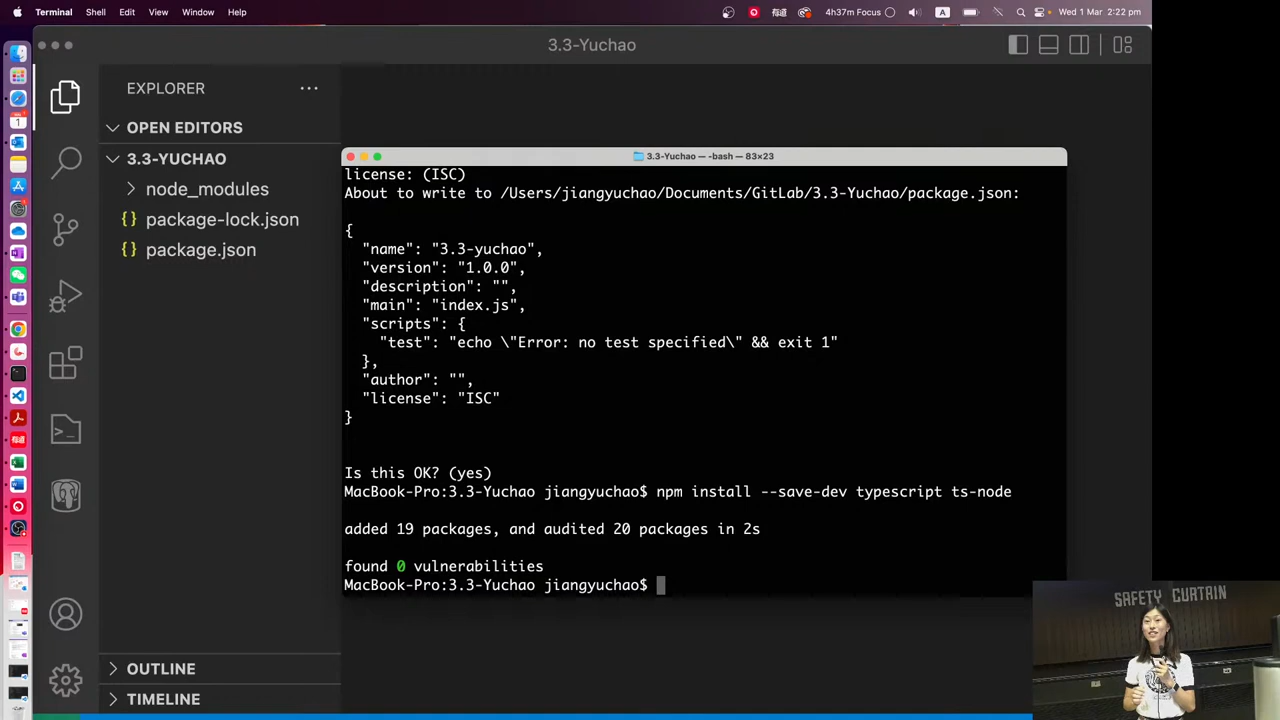 Terminal Shell Edit View Window Help 4h37m Focus A Wed 1 Mar 2:22 pm
3.3-Yuchao
EXPLORER
OPEN EDITORS
3.3-YUCHAO
node_modules
{} package-lock.json
{} package.json
OUTLINE
TIMELINE
3.3-Yuchao — -bash — 83×23
license: (ISC)
About to write to /Users/jiangyuchao/Documents/GitLab/3.3-Yuchao/package.json:
{
"name": "3.3-yuchao",
"version": "1.0.0",
"description": "",
"main": "index.js",
"scripts": {
"test": "echo \"Error: no test specified\" && exit 1"
},
"author": "",
"license": "ISC"
}
Is this OK? (yes)
MacBook-Pro:3.3-Yuchao jiangyuchao$ npm install --save-dev typescript ts-node
added 19 packages, and audited 20 packages in 2s
found 0 vulnerabilities
MacBook-Pro:3.3-Yuchao jiangyuchao$
SAFETY CURTAIN